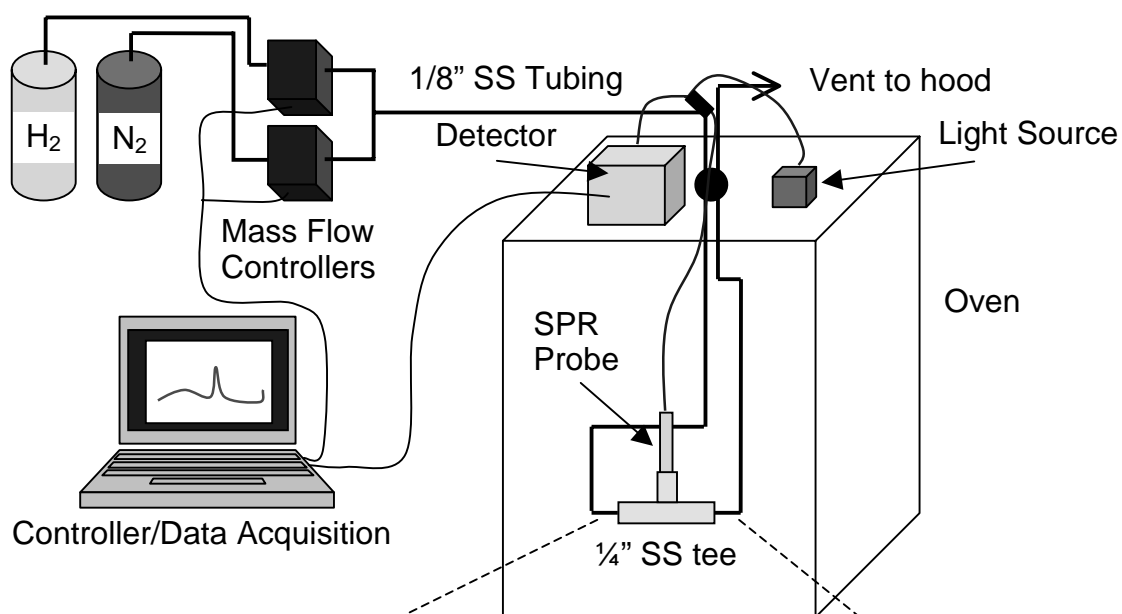 1/8” SS Tubing
Vent to hood
H2
N2
Detector
Light Source
Mass Flow
Controllers
Oven
SPR
Probe
Controller/Data Acquisition
¼” SS tee